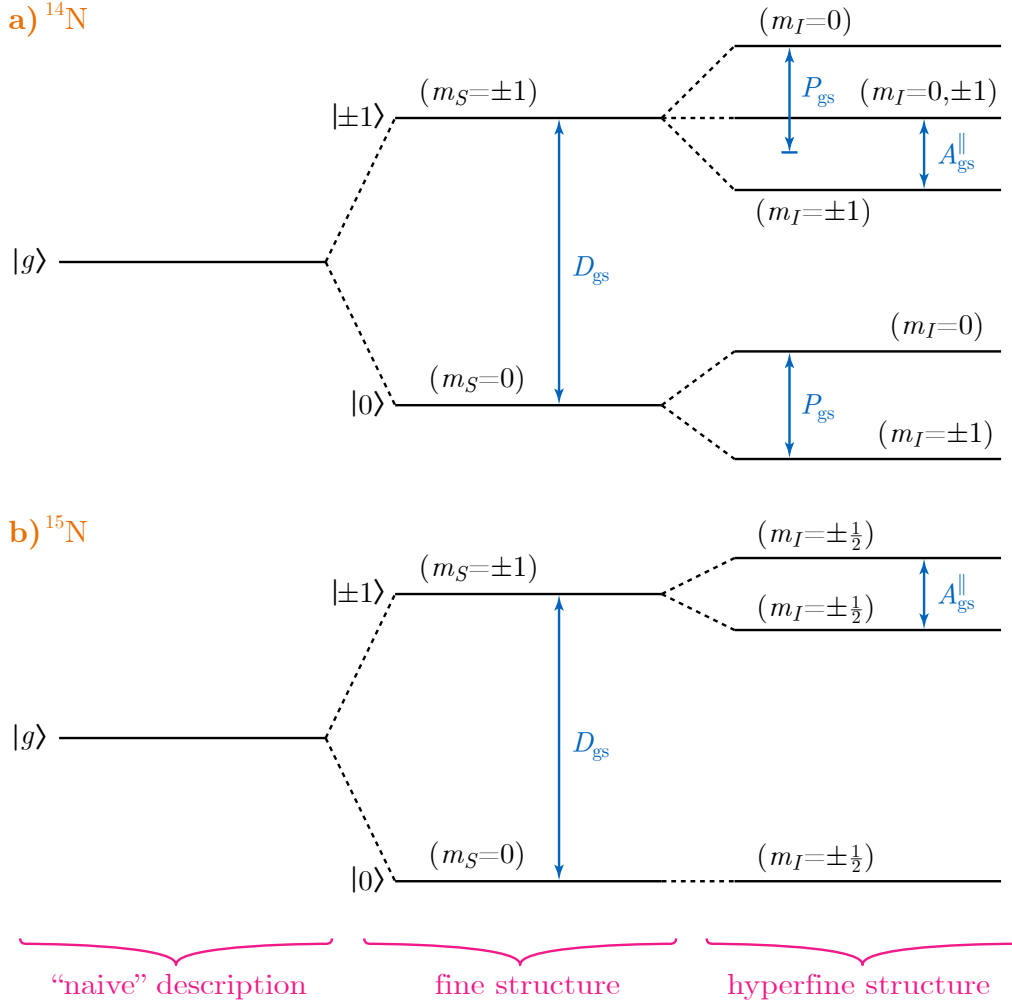 a) ¹⁴N
(m_I=0)
(m_S=±1)
P_gs
(m_I=0,±1)
|±1⟩
A_gs^∥
(m_I=±1)
|g⟩
D_gs
(m_I=0)
(m_S=0)
|0⟩
P_gs
(m_I=±1)
b) ¹⁵N
(m_I=±1/2)
(m_S=±1)
|±1⟩
A_gs^∥
(m_I=±1/2)
|g⟩
D_gs
(m_S=0)
(m_I=±1/2)
|0⟩
“naive” description
fine structure
hyperfine structure